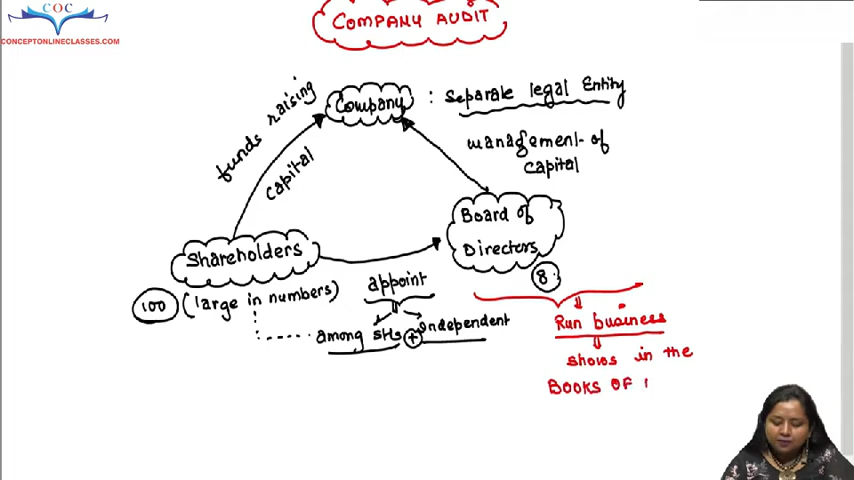 COC
CONCEPTONLINECLASSES.COM
COMPANY AUDIT
funds raising
capital
Company : Separate legal Entity
management of
capital
Board of
Directors
8
Shareholders
appoint
100 (large in numbers)
among SHs + independent
Run business
shows in the
BOOKS OF